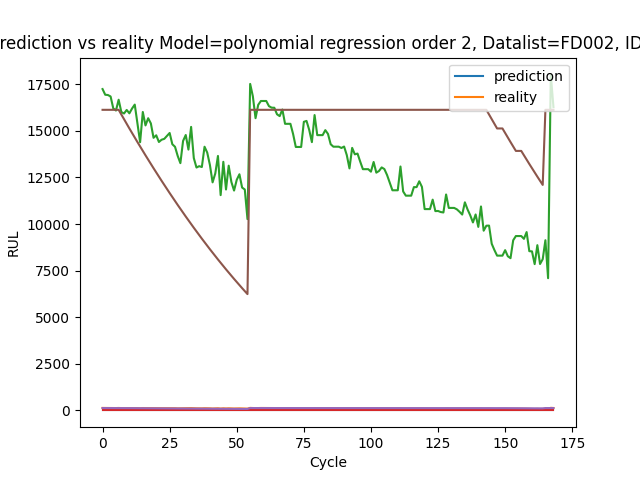 rediction vs reality Model=polynomial regression order 2, Datalist=FD002, ID
17500
15000
12500
10000
7500
5000
2500
0
RUL
prediction
reality
0 25 50 75 100 125 150 175
Cycle